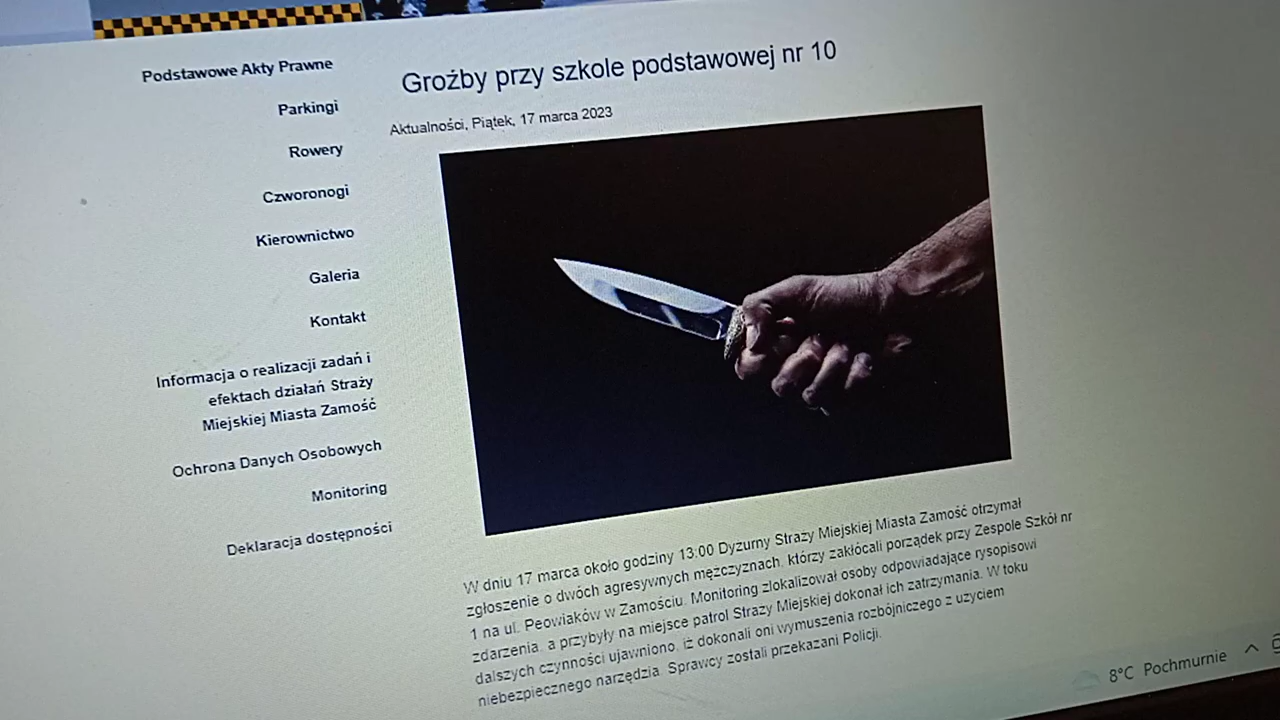 Podstawowe Akty Prawne
Parkingi
Rowery
Czworonogi
Kierownictwo
Galeria
Kontakt
Informacja o realizacji zadań i
efektach działań Straży
Miejskiej Miasta Zamość
Ochrona Danych Osobowych
Monitoring
Deklaracja dostępności
Groźby przy szkole podstawowej nr 10
Aktualności, Piątek, 17 marca 2023
W dniu 17 marca około godziny 13:00 Dyżurny Straży Miejskiej Miasta Zamość otrzymał
zgłoszenie o dwóch agresywnych mężczyznach, którzy zakłócali porządek przy Zespole Szkół nr
1 na ul. Peowiaków w Zamościu. Monitoring zlokalizował osoby odpowiadające rysopisowi
zdarzenia, a przybyły na miejsce patrol Straży Miejskiej dokonał ich zatrzymania. W toku
dalszych czynności ujawniono, iż dokonali oni wymuszenia rozbójniczego z użyciem
niebezpiecznego narzędzia. Sprawcy zostali przekazani Policji.
8°C Pochmurnie